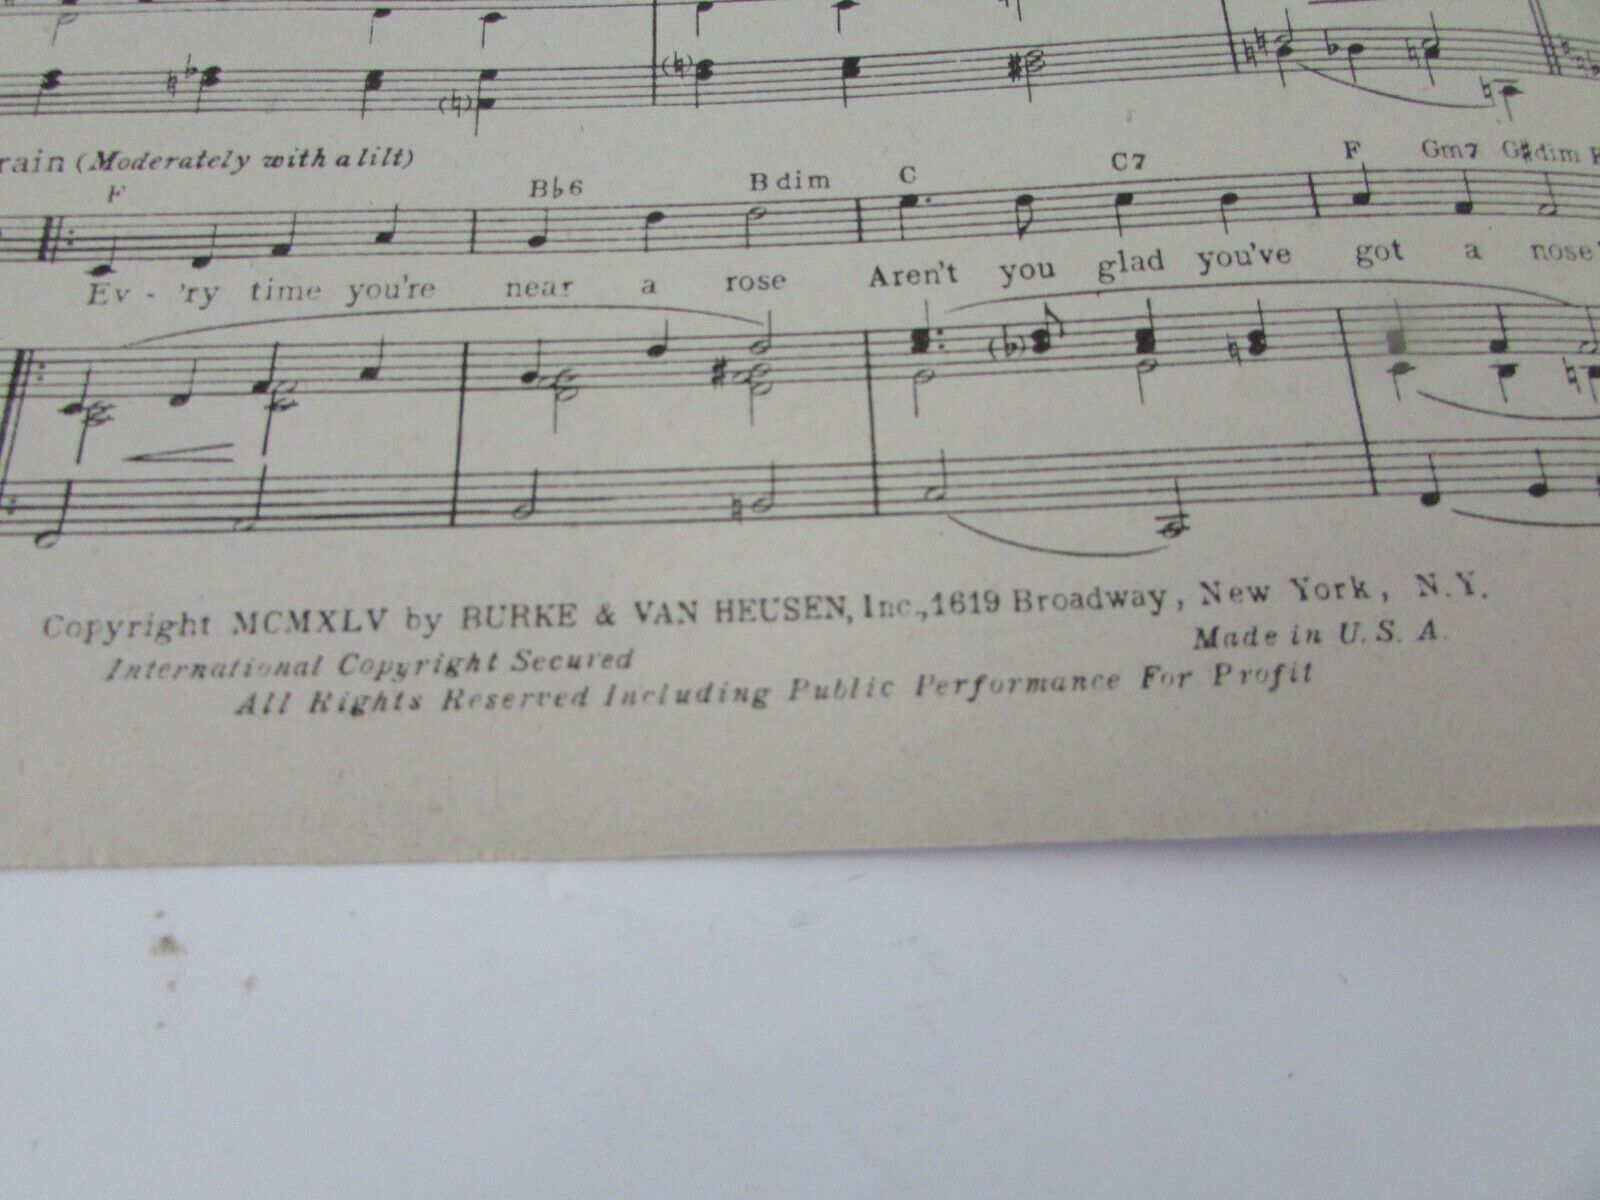 rain (Moderately with a lilt)
F B♭6 B dim C C7 F Gm7 G♯dim
Ev - 'ry time you're near a rose Aren't you glad you've got a nose
Copyright MCMXLV by BURKE & VAN HEUSEN, Inc., 1619 Broadway, New York, N.Y.
International Copyright Secured
Made in U. S. A.
All Rights Reserved Including Public Performance For Profit